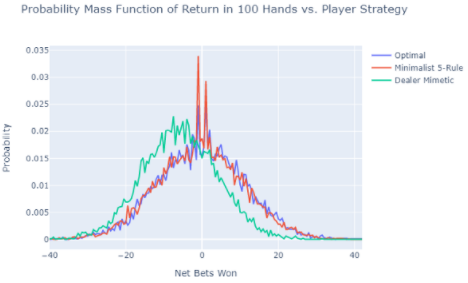 Probability Mass Function of Return in 100 Hands vs. Player Strategy
0.035
0.03
0.025
0.02
0.015
0.01
0.005
0
−40
−20
0
20
40
Probability
Net Bets Won
Optimal
Minimalist 5-Rule
Dealer Mimetic